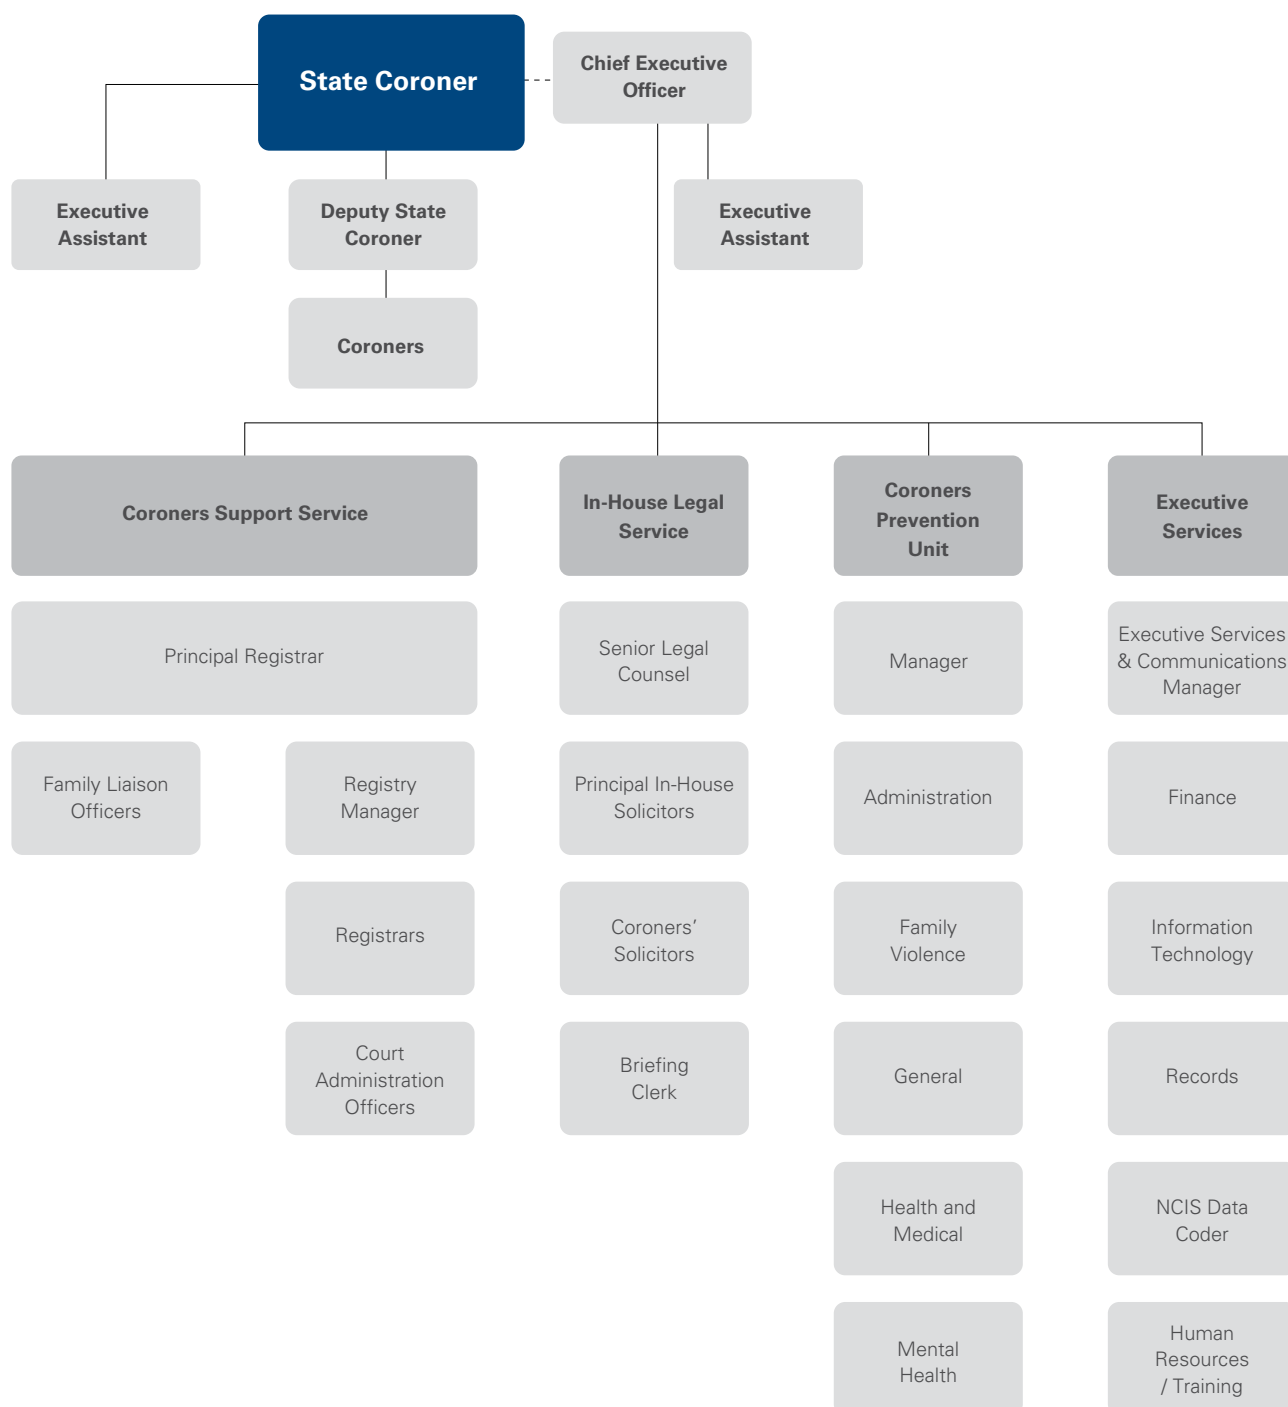 State Coroner
Chief Executive
Officer
Executive
Assistant
Deputy State
Coroner
Executive
Assistant
Coroners
Coroners Support Service
In-House Legal
Service
Coroners
Prevention
Unit
Executive
Services
Principal Registrar
Senior Legal
Counsel
Manager
Executive Services
& Communications
Manager
Family Liaison
Officers
Registry
Manager
Principal In-House
Solicitors
Administration
Finance
Registrars
Coroners’
Solicitors
Family
Violence
Information
Technology
Court
Administration
Officers
Briefing
Clerk
General
Records
Health and
Medical
NCIS Data
Coder
Mental
Health
Human
Resources
/ Training